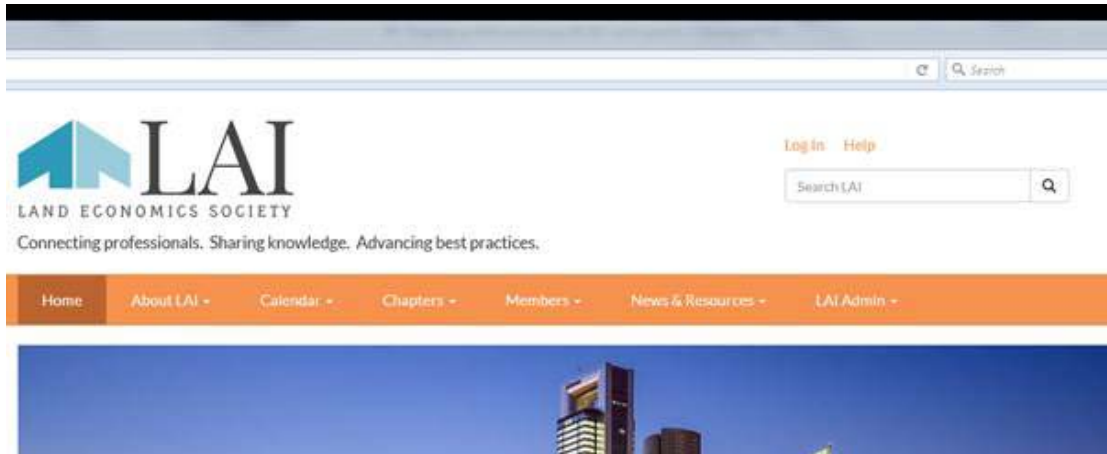 Search
LAI
LAND ECONOMICS SOCIETY
Connecting professionals. Sharing knowledge. Advancing best practices.
Log In Help
Search LAI
Home About LAI Calendar Chapters Members News & Resources LAI Admin